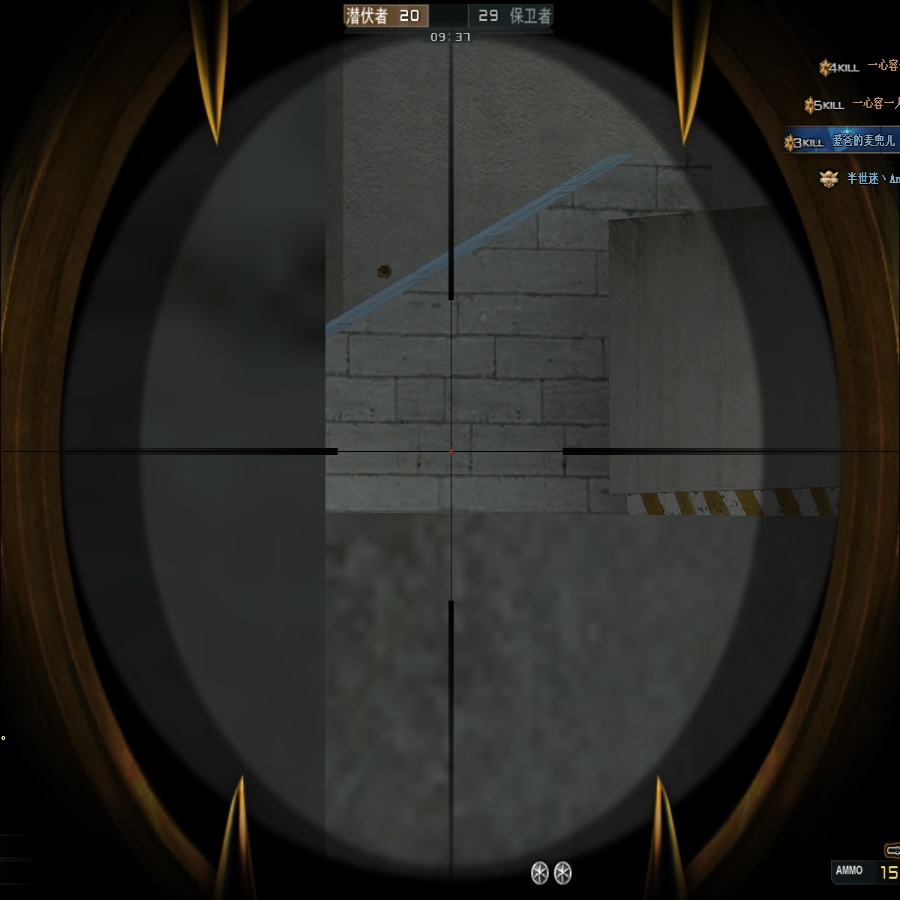 潜伏者 20 29 保卫者
09:37
4KILL 一心容
5KILL 一心容一人
3KILL 爱爸的麦兜儿
半世迷丶An
AMMO 15